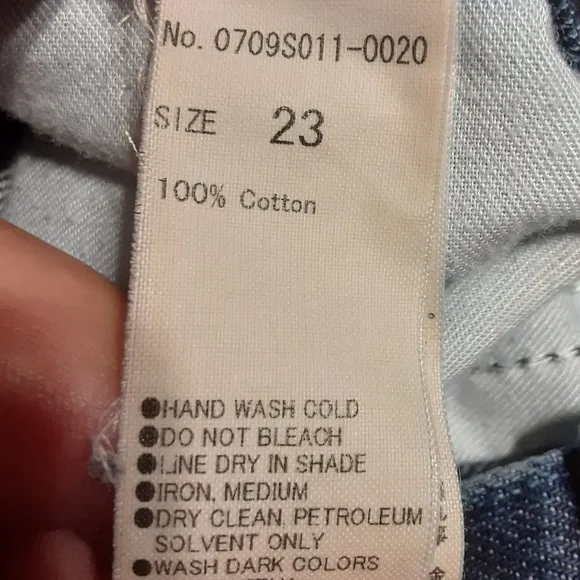 No. 0709S011-0020
SIZE 23
100% Cotton
●HAND WASH COLD
●DO NOT BLEACH
●LINE DRY IN SHADE
●IRON, MEDIUM
●DRY CLEAN, PETROLEUM
SOLVENT ONLY
●WASH DARK COLORS